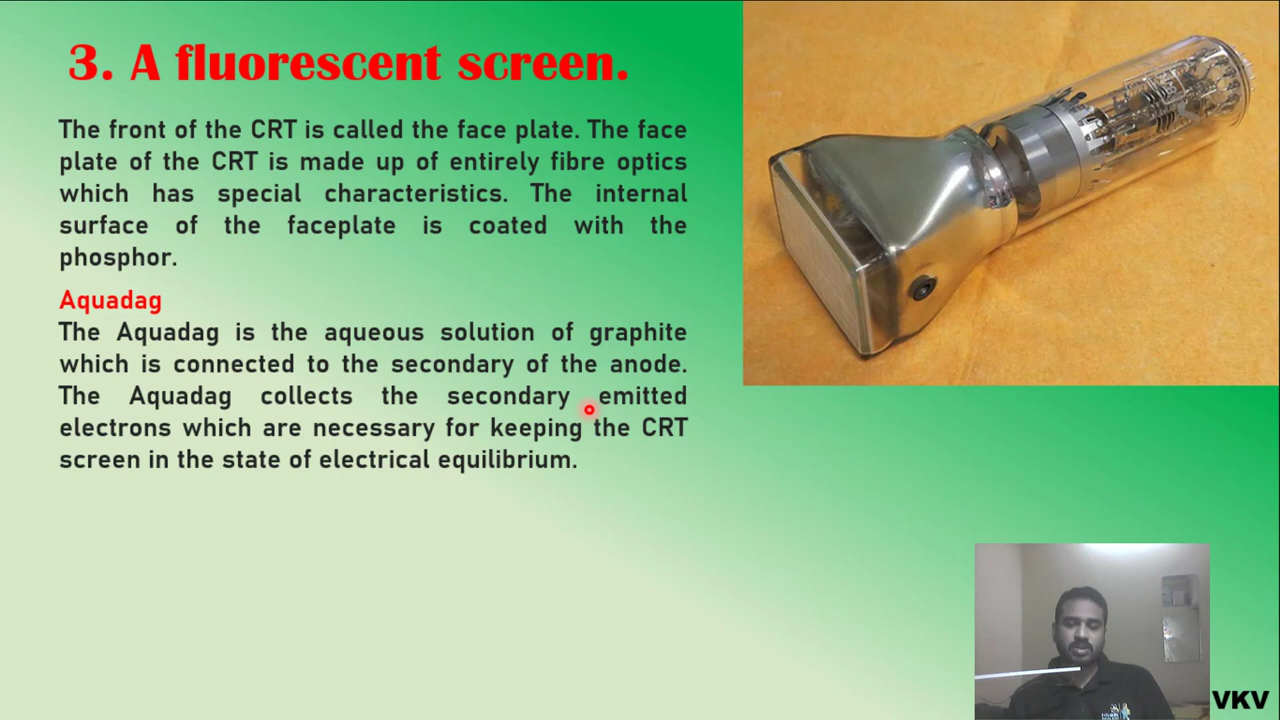 3. A fluorescent screen.
The front of the CRT is called the face plate. The face
plate of the CRT is made up of entirely fibre optics
which has special characteristics. The internal
surface of the faceplate is coated with the
phosphor.
Aquadag
The Aquadag is the aqueous solution of graphite
which is connected to the secondary of the anode.
The Aquadag collects the secondary emitted
electrons which are necessary for keeping the CRT
screen in the state of electrical equilibrium.
VKV